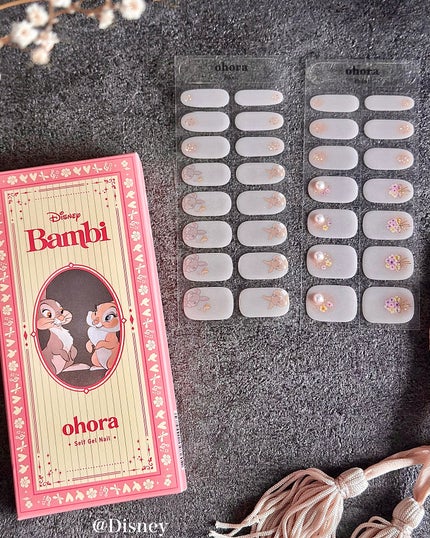 ohora
ohora
Disney
Bambi
ohora
• Self Gel Nail •
@Disney